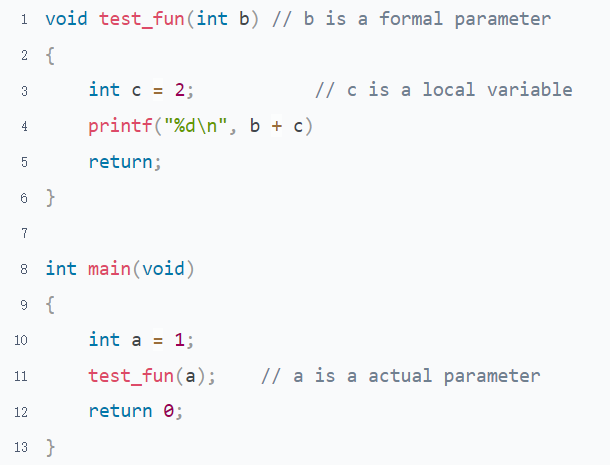 1 void test_fun(int b) // b is a formal parameter
2 {
3     int c = 2;           // c is a local variable
4     printf("%d\n", b + c)
5     return;
6 }
7
8 int main(void)
9 {
10     int a = 1;
11     test_fun(a);    // a is a actual parameter
12     return 0;
13 }